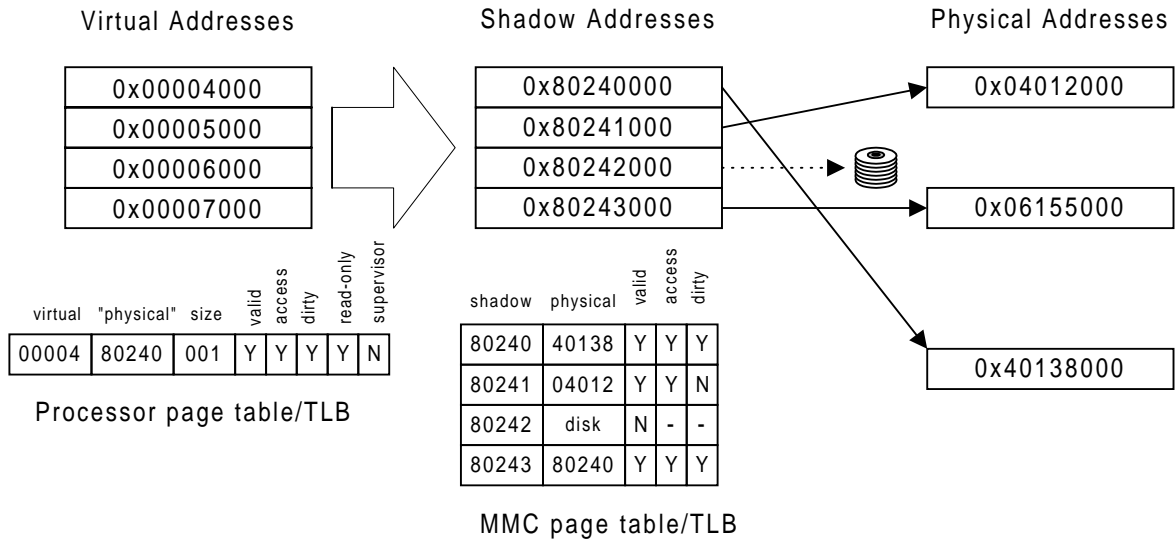 Virtual Addresses Shadow Addresses Physical Addresses
0x00004000 0x80240000 0x04012000
0x00005000 0x80241000
0x00006000 0x80242000
0x00007000 0x80243000 0x06155000
0x40138000
virtual "physical" size valid access dirty read-only supervisor
00004 80240 001 Y Y Y Y N
Processor page table/TLB
shadow physical valid access dirty
80240 40138 Y Y Y
80241 04012 Y Y N
80242 disk N - -
80243 80240 Y Y Y
MMC page table/TLB